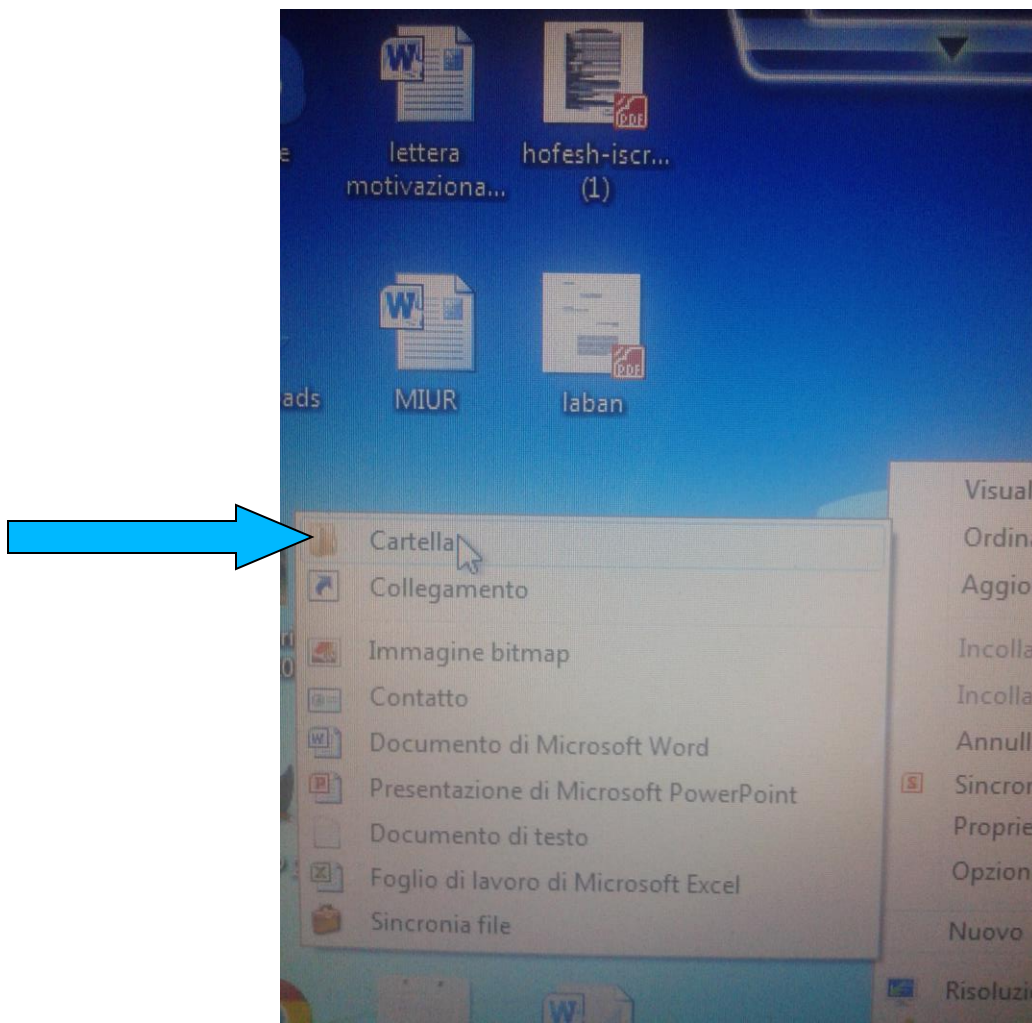 e
lettera
motivaziona...
hofesh-iscr...
(1)
PDF
ads
MIUR
laban
PDF
Cartella
Collegamento
Immagine bitmap
Contatto
Documento di Microsoft Word
Presentazione di Microsoft PowerPoint
Documento di testo
Foglio di lavoro di Microsoft Excel
Sincronia file
Visual
Ordina
Aggio
Incolla
Incolla
Annull
Sincron
Proprie
Opzion
Nuovo
Risoluzi